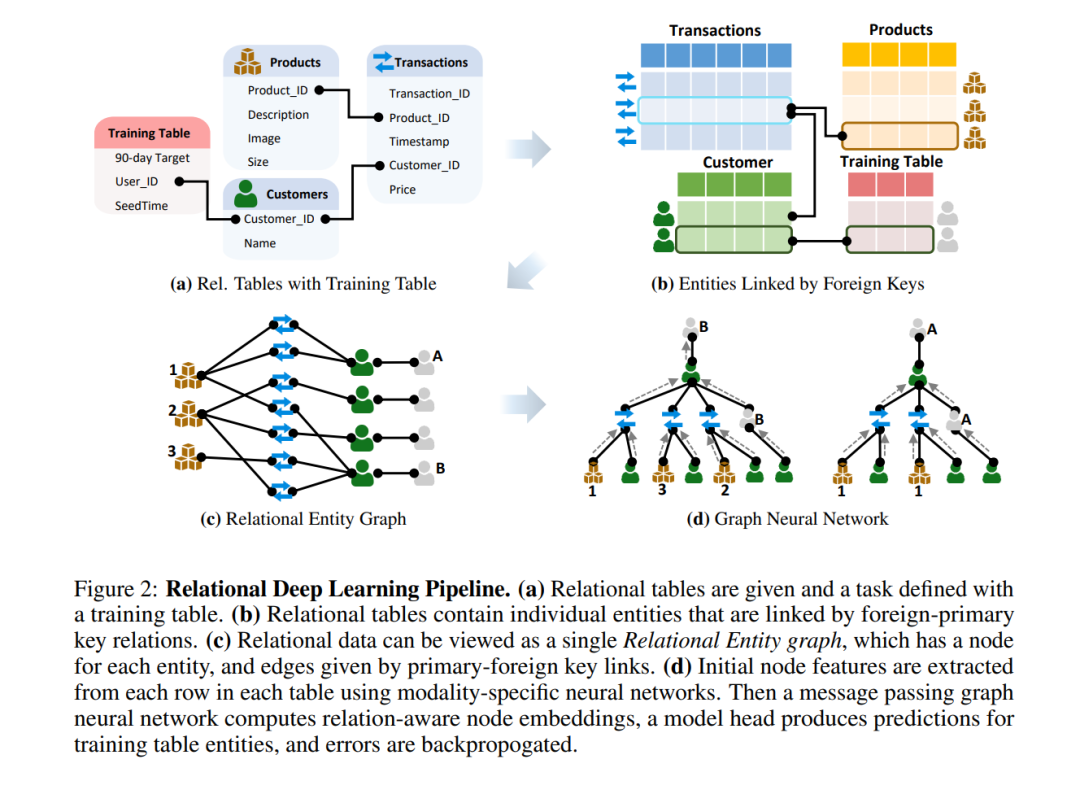 Products
Product_ID
Description
Image
Size
Transactions
Transaction_ID
Product_ID
Timestamp
Customer_ID
Price
Training Table
90-day Target
User_ID
SeedTime
Customers
Customer_ID
Name
(a) Rel. Tables with Training Table
Transactions
Products
Customer
Training Table
(b) Entities Linked by Foreign Keys
1
2
3
A
B
(c) Relational Entity Graph
B
B
1
3
2
A
A
1
1
(d) Graph Neural Network
Figure 2: Relational Deep Learning Pipeline. (a) Relational tables are given and a task defined with
a training table. (b) Relational tables contain individual entities that are linked by foreign-primary
key relations. (c) Relational data can be viewed as a single Relational Entity graph, which has a node
for each entity, and edges given by primary-foreign key links. (d) Initial node features are extracted
from each row in each table using modality-specific neural networks. Then a message passing graph
neural network computes relation-aware node embeddings, a model head produces predictions for
training table entities, and errors are backpropogated.